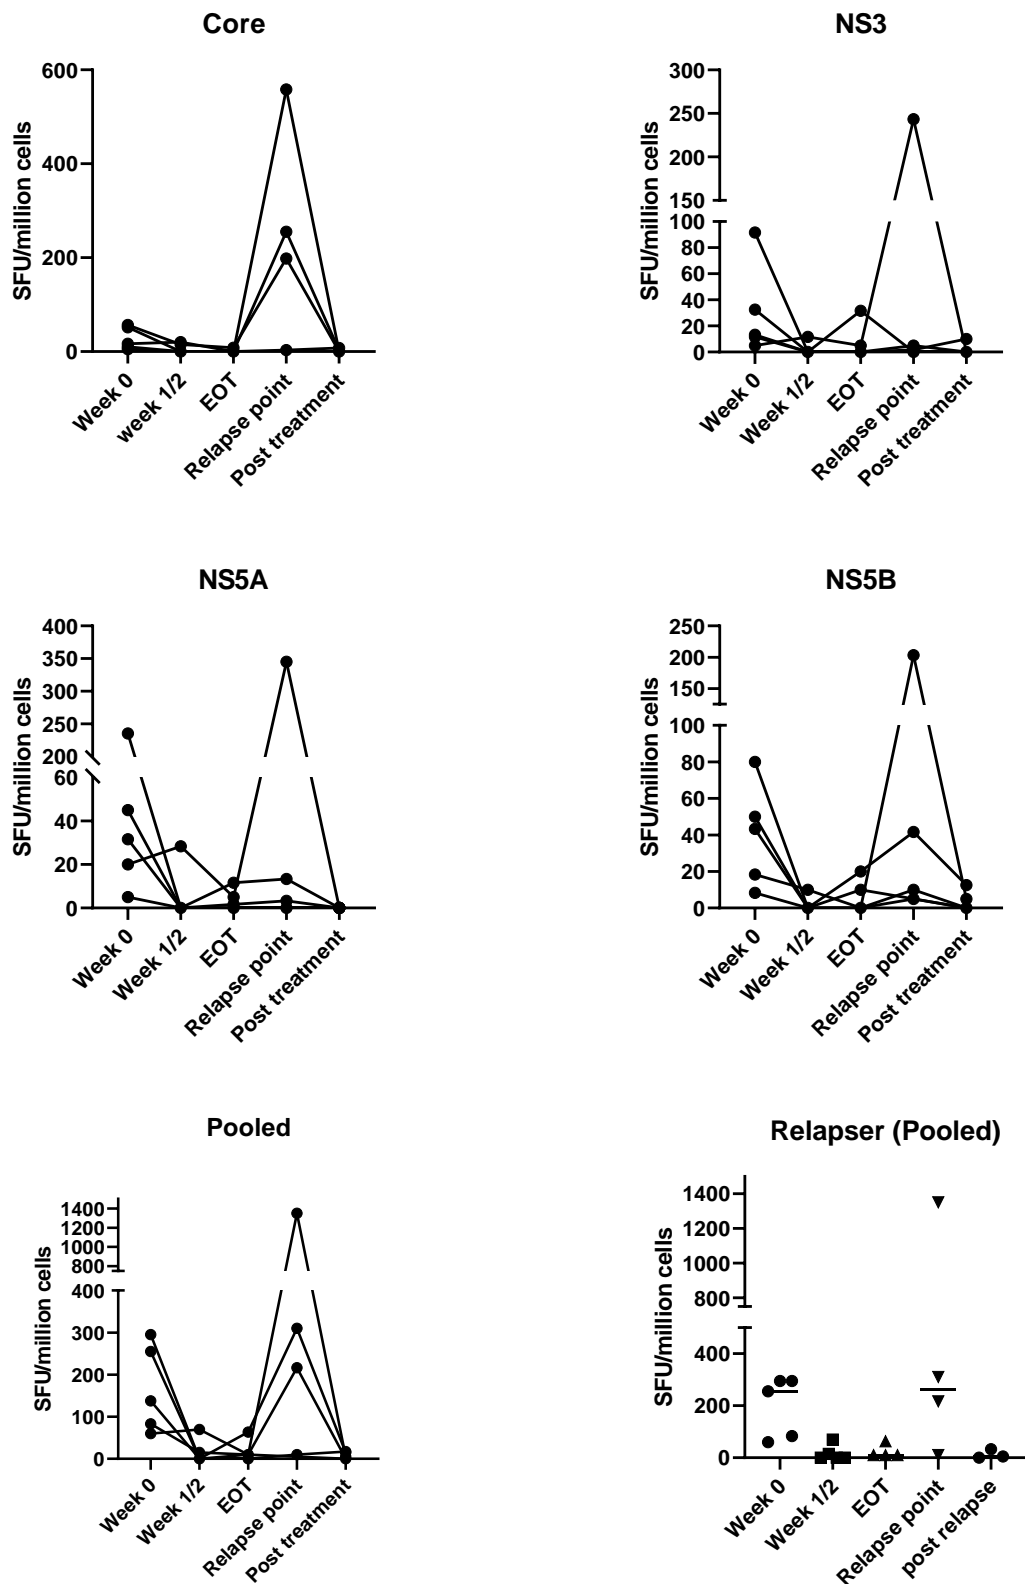 Core
SFU/million cells
600
400
200
0
Week 0
week 1/2
EOT
Relapse point
Post treatment
NS3
SFU/million cells
300
250
200
150
100
80
60
40
20
0
Week 0
Week 1/2
EOT
Relapse point
Post treatment
NS5A
SFU/million cells
400
350
300
250
200
60
40
20
0
Week 0
Week 1/2
EOT
Relapse point
Post treatment
NS5B
SFU/million cells
250
200
150
100
80
60
40
20
0
Week 0
Week 1/2
EOT
Relapse point
Post treatment
Pooled
SFU/million cells
1400
1200
1000
800
400
300
200
100
0
Week 0
Week 1/2
EOT
Relapse point
Post treatment
Relapser (Pooled)
SFU/million cells
1400
1200
1000
800
400
200
0
Week 0
Week 1/2
EOT
Relapse point
post relapse